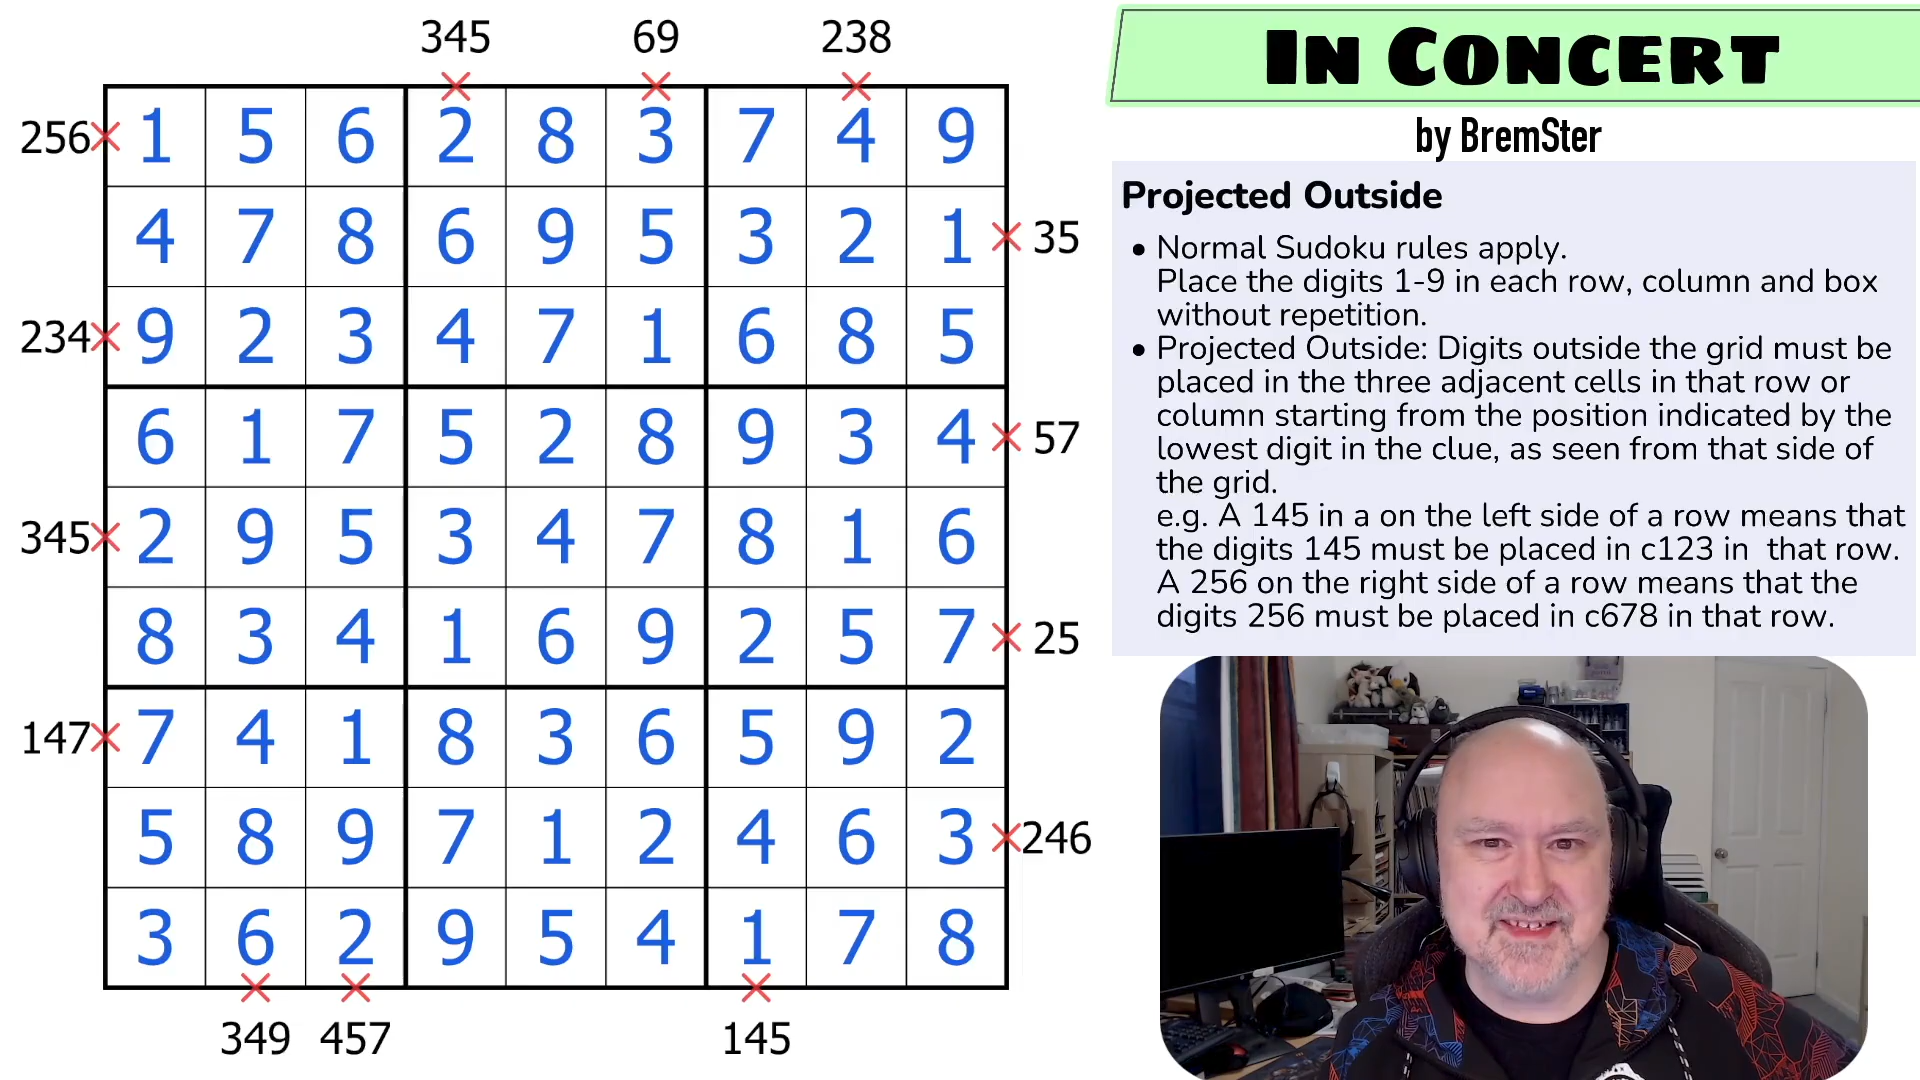 345 69 238
256 1 5 6 2 8 3 7 4 9
4 7 8 6 9 5 3 2 1 35
234 9 2 3 4 7 1 6 8 5
6 1 7 5 2 8 9 3 4 57
345 2 9 5 3 4 7 8 1 6
8 3 4 1 6 9 2 5 7 25
147 7 4 1 8 3 6 5 9 2
5 8 9 7 1 2 4 6 3 246
3 6 2 9 5 4 1 7 8
349 457 145
In Concert
by BremSter
Projected Outside
• Normal Sudoku rules apply.
Place the digits 1-9 in each row, column and box
without repetition.
• Projected Outside: Digits outside the grid must be
placed in the three adjacent cells in that row or
column starting from the position indicated by the
lowest digit in the clue, as seen from that side of
the grid.
e.g. A 145 in a on the left side of a row means that
the digits 145 must be placed in c123 in that row.
A 256 on the right side of a row means that the
digits 256 must be placed in c678 in that row.